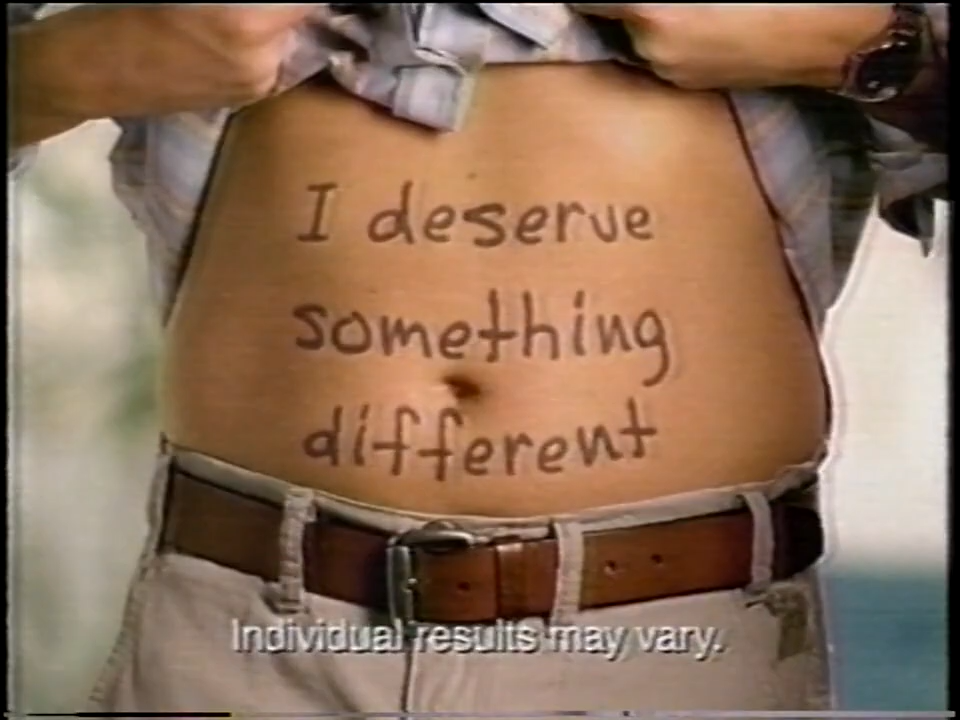 I deserve
something
different
Individual results may vary.